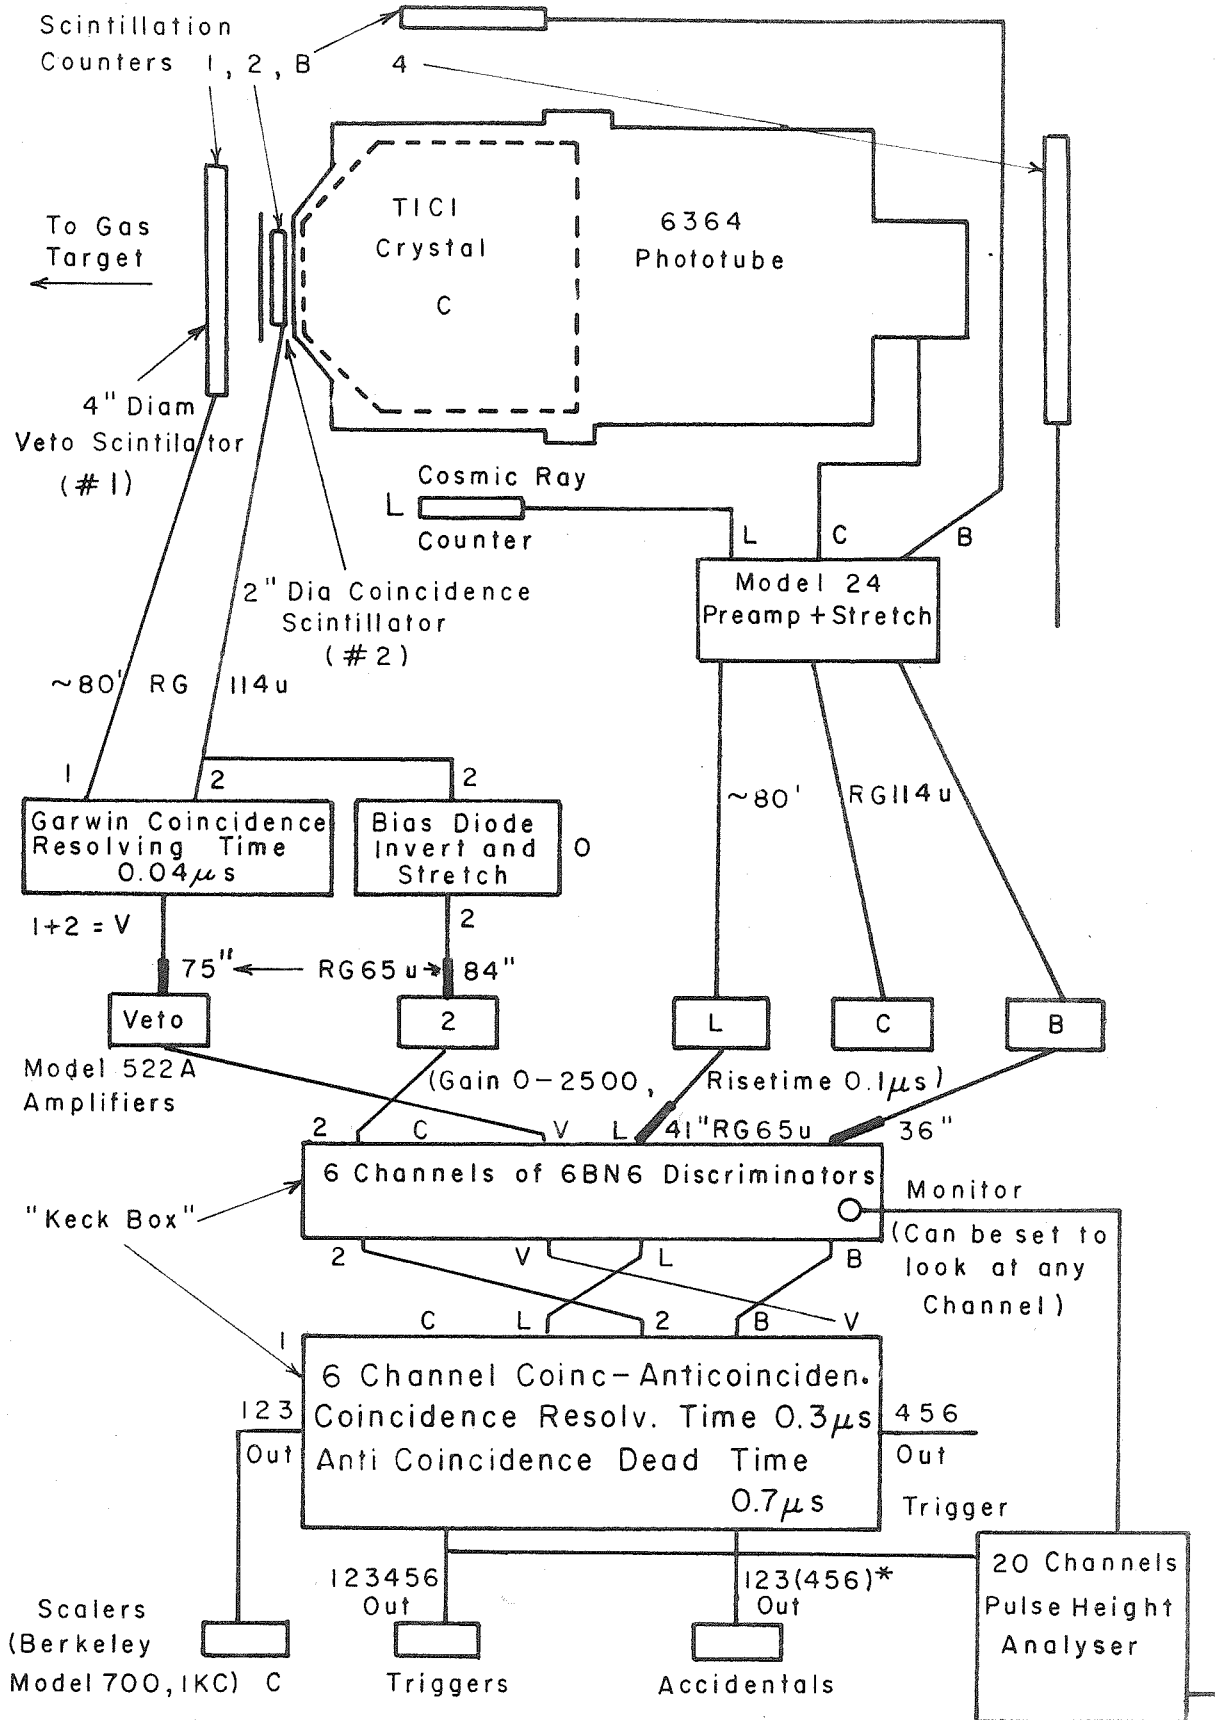 Scintillation
Counters 1, 2, B
4
TlCl
Crystal
C
6364
Phototube
To Gas
Target
4" Diam
Veto Scintilator
(#1)
Cosmic Ray
L
Counter
L
C
B
2" Dia Coincidence
Scintillator
(#2)
Model 24
Preamp + Stretch
~80' RG 114u
1
2
2
~80' RG114u
Garwin Coincidence
Resolving Time
0.04μs
Bias Diode
Invert and
Stretch
O
1+2 = V
2
75" RG65u 84"
Veto
2
L
C
B
Model 522A
Amplifiers
(Gain 0-2500, Risetime 0.1μs)
2 C V L 41" RG65u 36"
6 Channels of 6BN6 Discriminators
"Keck Box"
Monitor
(Can be set to
look at any
Channel)
2 V L B
1 C L 2 B V
6 Channel Coinc-Anticoinciden.
Coincidence Resolv. Time 0.3μs
Anti Coincidence Dead Time
0.7μs
123
Out
456
Out
Trigger
123456
Out
123(456)*
Out
20 Channels
Pulse Height
Analyser
Scalers
(Berkeley
Model 700, 1KC) C
Triggers
Accidentals